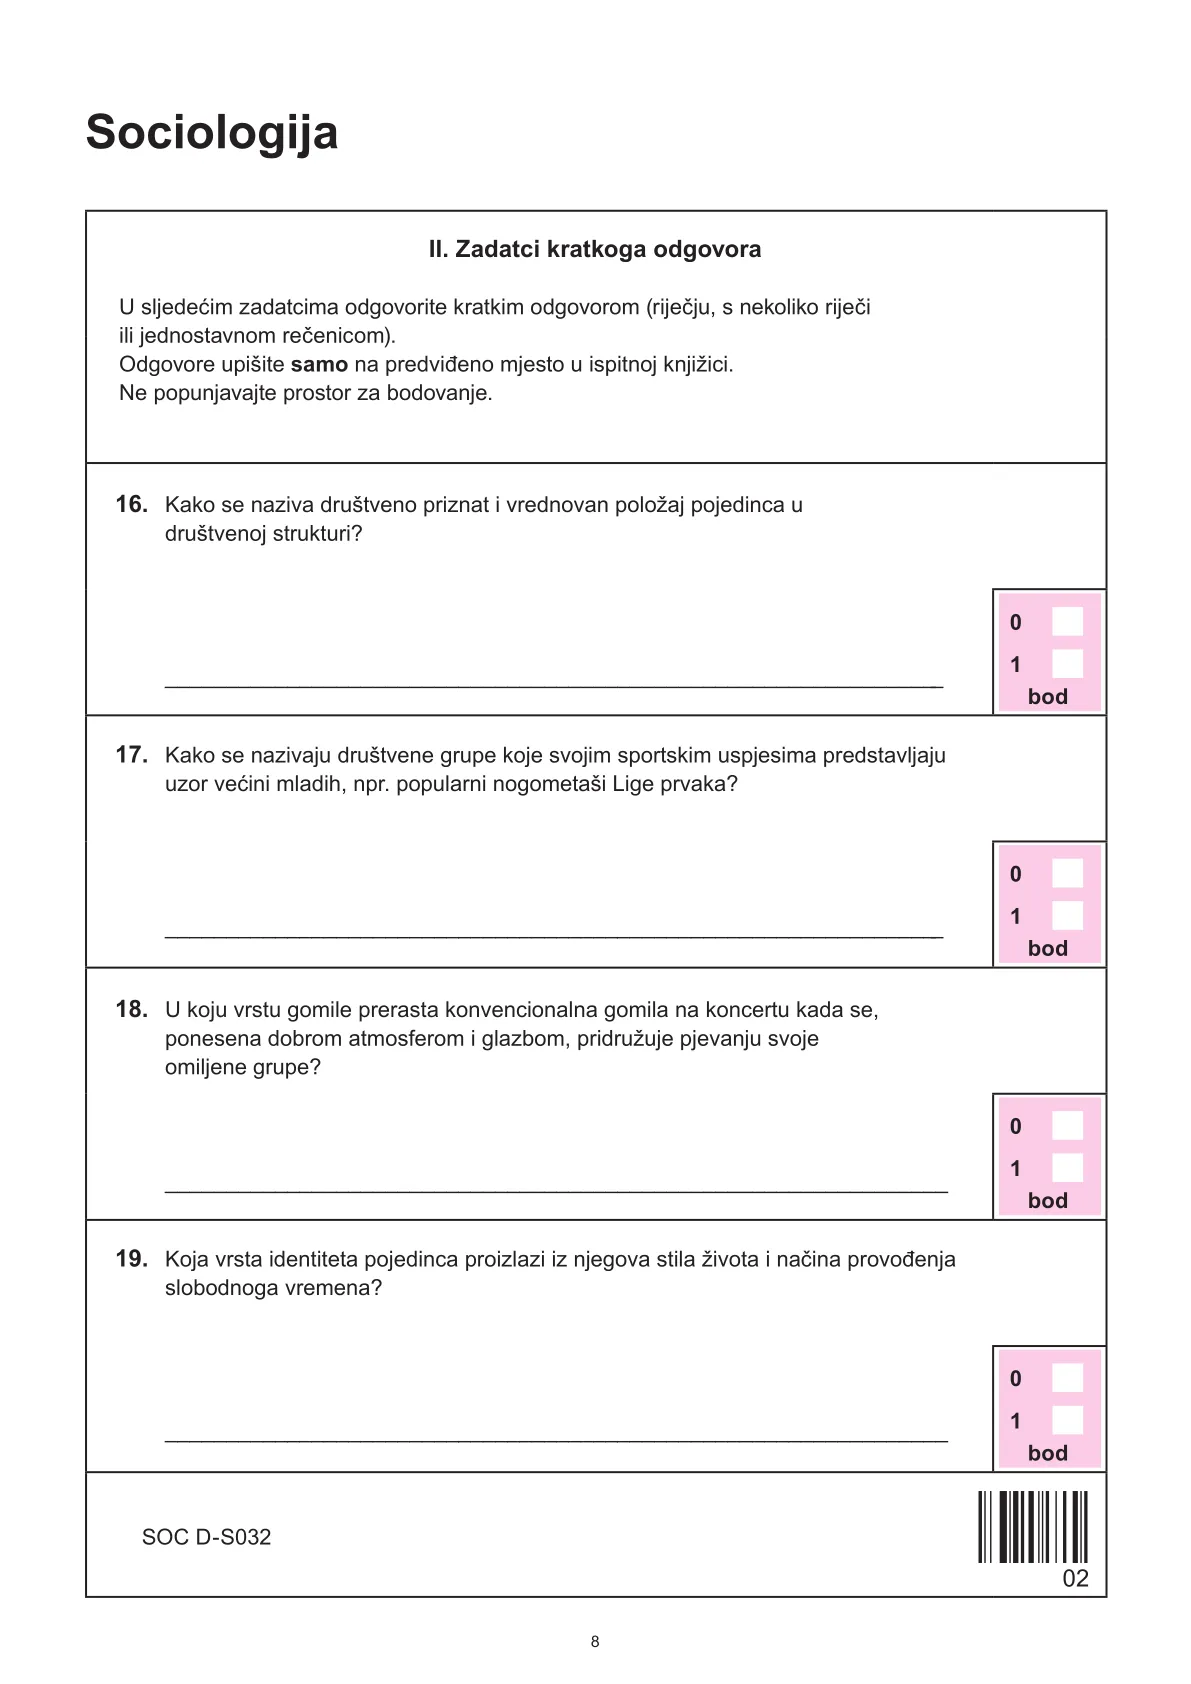 Sociologija
II. Zadatci kratkoga odgovora
U sljedećim zadatcima odgovorite kratkim odgovorom (riječju, s nekoliko riječi
ili jednostavnom rečenicom).
Odgovore upišite samo na predviđeno mjesto u ispitnoj knjižici.
Ne popunjavajte prostor za bodovanje.
16. Kako se naziva društveno priznat i vrednovan položaj pojedinca u
društvenoj strukturi?
0
1
bod
17. Kako se nazivaju društvene grupe koje svojim sportskim uspjesima predstavljaju
uzor većini mladih, npr. popularni nogometaši Lige prvaka?
0
1
bod
18. U koju vrstu gomile prerasta konvencionalna gomila na koncertu kada se,
ponesena dobrom atmosferom i glazbom, pridružuje pjevanju svoje
omiljene grupe?
0
1
bod
19. Koja vrsta identiteta pojedinca proizlazi iz njegova stila života i načina provođenja
slobodnoga vremena?
0
1
bod
SOC D-S032
02
8